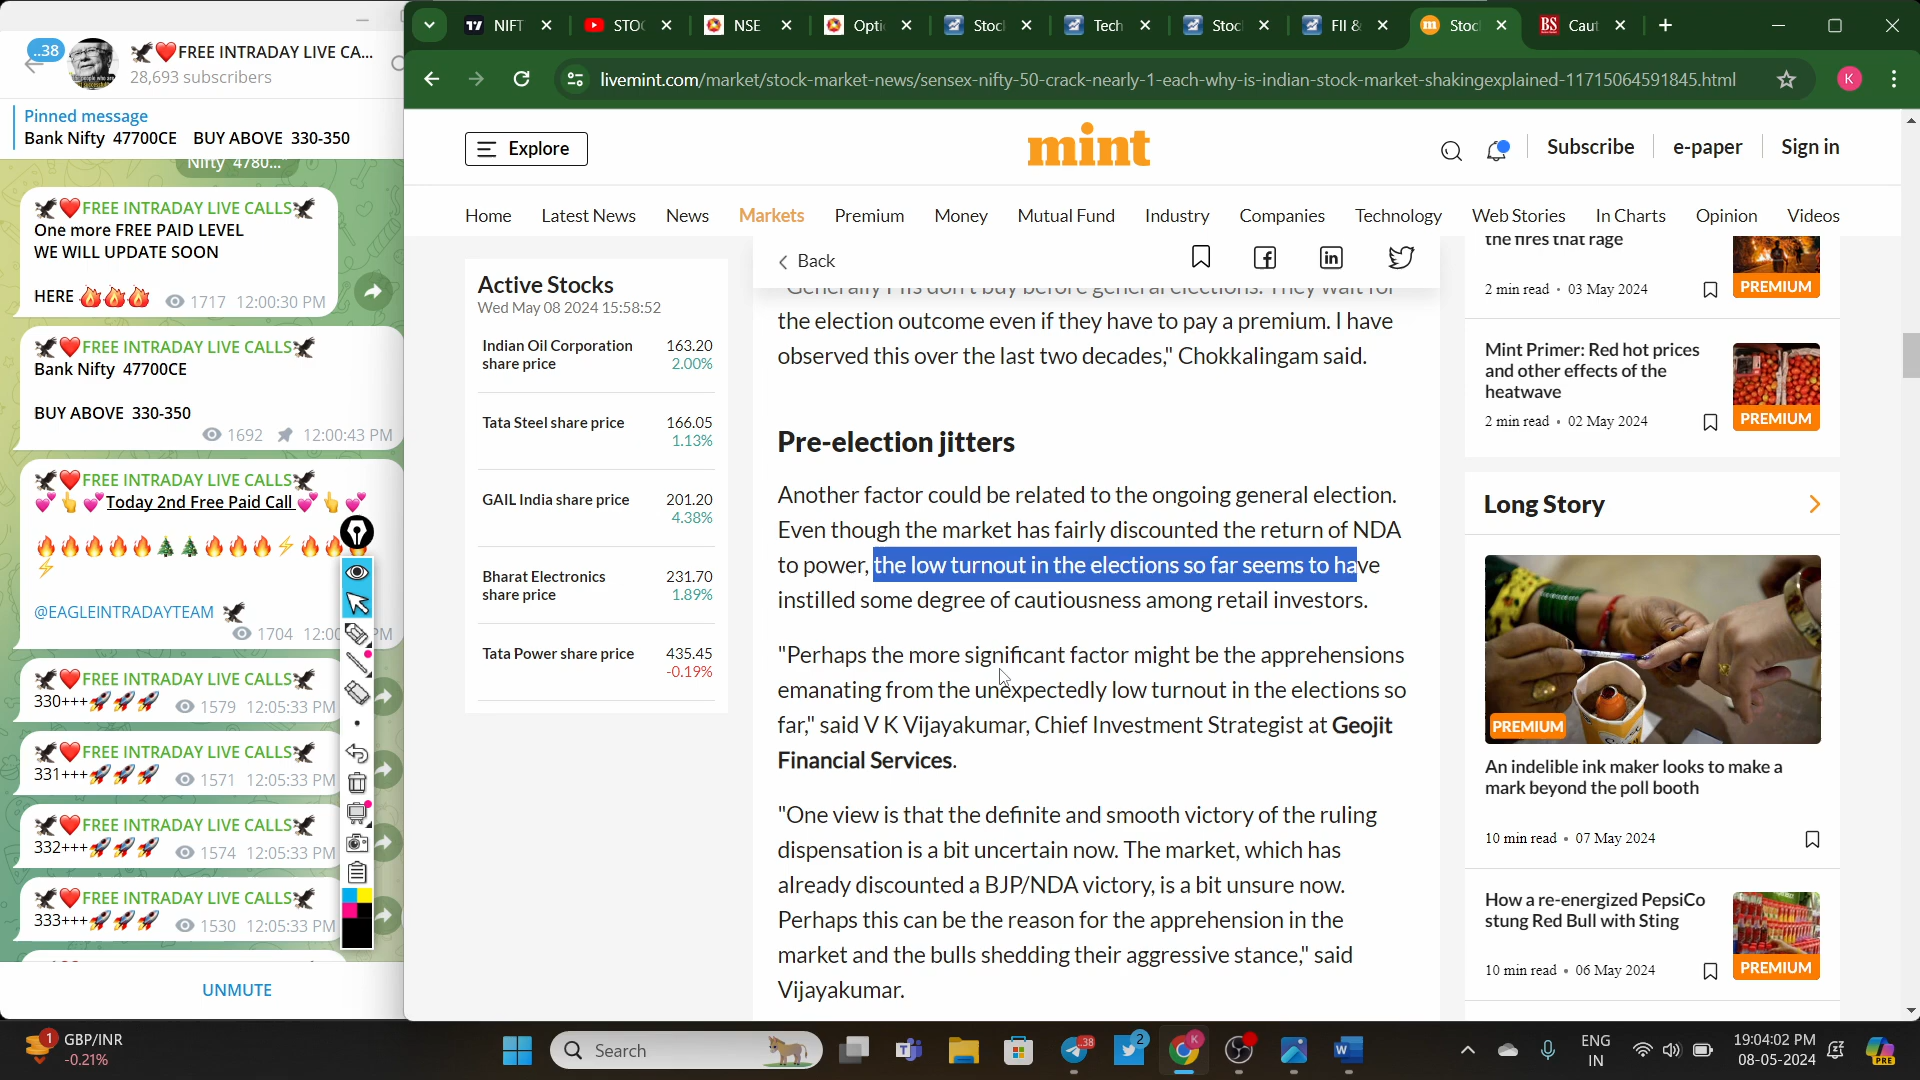 ..38
FREE INTRADAY LIVE CA...
28,693 subscribers
Pinned message
Bank Nifty 47700CE BUY ABOVE 330-350
Nifty 4780...
FREE INTRADAY LIVE CALLS
One more FREE PAID LEVEL
WE WILL UPDATE SOON
HERE
1717 12:00:30 PM
FREE INTRADAY LIVE CALLS
Bank Nifty 47700CE
BUY ABOVE 330-350
1692 12:00:43 PM
FREE INTRADAY LIVE CALLS
Today 2nd Free Paid Call
@EAGLEINTRADAYTEAM
1704 12:00 PM
FREE INTRADAY LIVE CALLS
330+++ 1579 12:05:33 PM
FREE INTRADAY LIVE CALLS
331+++ 1571 12:05:33 PM
FREE INTRADAY LIVE CALLS
332+++ 1574 12:05:33 PM
FREE INTRADAY LIVE CALLS
333+++ 1530 12:05:33 PM
UNMUTE
NIFT
STO
NSE
Opti
Stoc
Tech
Stoc
FII &
Stoc
BS Caut
livemint.com/market/stock-market-news/sensex-nifty-50-crack-nearly-1-each-why-is-indian-stock-market-shakingexplained-11715064591845.html
K
Explore
mint
Subscribe
e-paper
Sign in
Home Latest News News Markets Premium Money Mutual Fund Industry Companies Technology Web Stories In Charts Opinion Videos
Active Stocks
Wed May 08 2024 15:58:52
Indian Oil Corporation share price 163.20 2.00%
Tata Steel share price 166.05 1.13%
GAIL India share price 201.20 4.38%
Bharat Electronics share price 231.70 1.89%
Tata Power share price 435.45 -0.19%
Back
"Generally FIIs don't buy before general elections. They wait for
the election outcome even if they have to pay a premium. I have
observed this over the last two decades," Chokkalingam said.
Pre-election jitters
Another factor could be related to the ongoing general election.
Even though the market has fairly discounted the return of NDA
to power, the low turnout in the elections so far seems to have
instilled some degree of cautiousness among retail investors.
"Perhaps the more significant factor might be the apprehensions
emanating from the unexpectedly low turnout in the elections so
far," said V K Vijayakumar, Chief Investment Strategist at Geojit
Financial Services.
"One view is that the definite and smooth victory of the ruling
dispensation is a bit uncertain now. The market, which has
already discounted a BJP/NDA victory, is a bit unsure now.
Perhaps this can be the reason for the apprehension in the
market and the bulls shedding their aggressive stance," said
Vijayakumar.
the fires that rage
2 min read • 03 May 2024
PREMIUM
Mint Primer: Red hot prices
and other effects of the
heatwave
2 min read • 02 May 2024
PREMIUM
Long Story
PREMIUM
An indelible ink maker looks to make a
mark beyond the poll booth
10 min read • 07 May 2024
How a re-energized PepsiCo
stung Red Bull with Sting
10 min read • 06 May 2024
PREMIUM
1
GBP/INR
-0.21%
Search
.38
2
K
ENG
IN
19:04:02 PM
08-05-2024
PRE